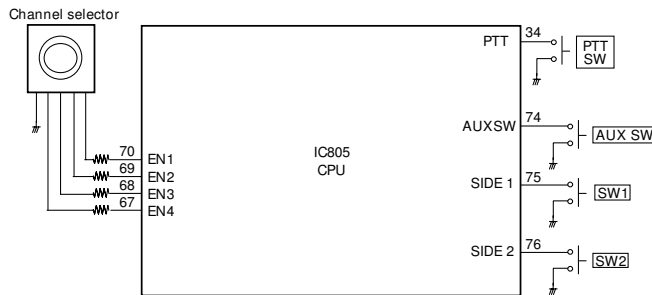 Channel selector
PTT 34 PTT SW
AUXSW 74 AUX SW
IC805 CPU
70 EN1
69 EN2
68 EN3
67 EN4
SIDE 1 75 SW1
SIDE 2 76 SW2